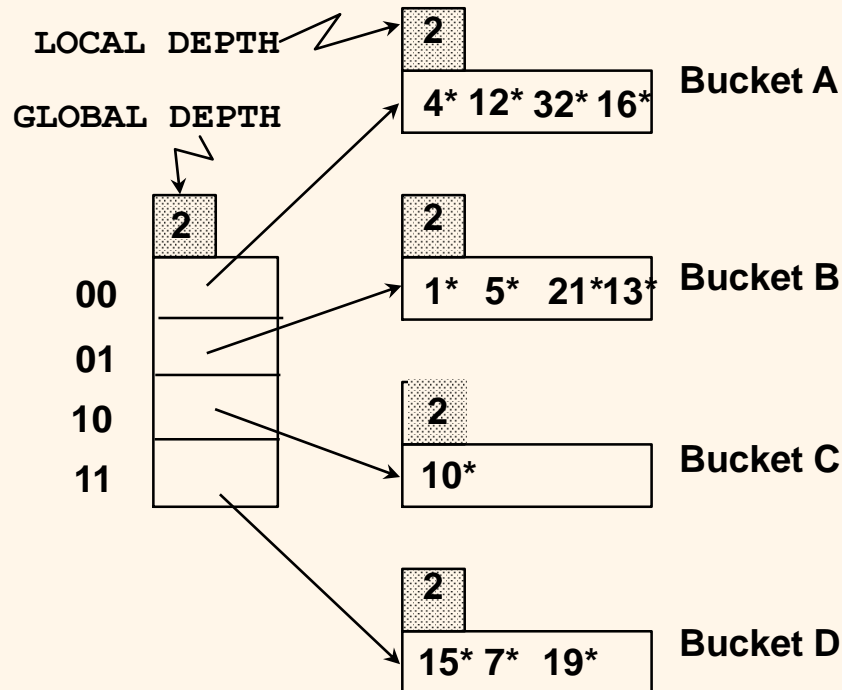 LOCAL DEPTH
2
Bucket A
4* 12* 32* 16*
GLOBAL DEPTH
2
2
Bucket B
00
1* 5* 21*13*
01
2
10
Bucket C
10*
11
2
Bucket D
15* 7* 19*